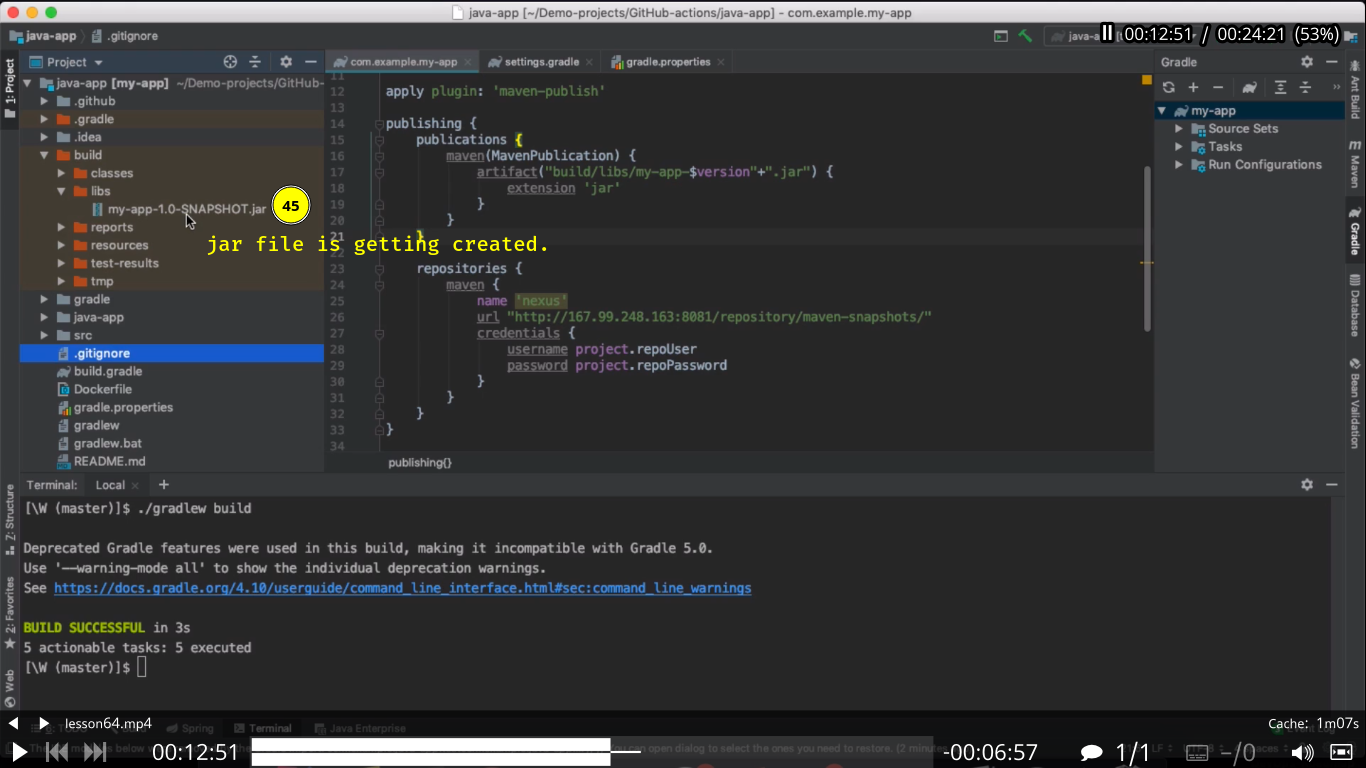 java-app [~/Demo-projects/GitHub-actions/java-app] - com.example.my-app
java-app .gitignore
java-a
00:12:51 / 00:24:21 (53%)
1: Project
Project
java-app [my-app] ~/Demo-projects/GitHub-
.github
.gradle
.idea
build
classes
libs
my-app-1.0-SNAPSHOT.jar
45
reports
resources
test-results
tmp
gradle
java-app
src
.gitignore
build.gradle
Dockerfile
gradle.properties
gradlew
gradlew.bat
README.md
jar file is getting created.
com.example.my-app
settings.gradle
gradle.properties
11
12 apply plugin: 'maven-publish'
13
14 publishing {
15 publications {
16 maven(MavenPublication) {
17 artifact("build/libs/my-app-$version"+".jar") {
18 extension 'jar'
19 }
20 }
21 }
22
23 repositories {
24 maven {
25 name 'nexus'
26 url "http://167.99.248.163:8081/repository/maven-snapshots/"
27 credentials {
28 username project.repoUser
29 password project.repoPassword
30 }
31 }
32 }
33 }
34
publishing{}
Gradle
my-app
Source Sets
Tasks
Run Configurations
Ant Build
Maven
Gradle
Database
Bean Validation
Z: Structure
2: Favorites
Web
Terminal: Local
[\W (master)]$ ./gradlew build
Deprecated Gradle features were used in this build, making it incompatible with Gradle 5.0.
Use '--warning-mode all' to show the individual deprecation warnings.
See https://docs.gradle.org/4.10/userguide/command_line_interface.html#sec:command_line_warnings
BUILD SUCCESSFUL in 3s
5 actionable tasks: 5 executed
[\W (master)]$
lesson64.mp4
Cache: 1m07s
Spring
Terminal
Java Enterprise
00:12:51
-00:06:57
1/1
-/0